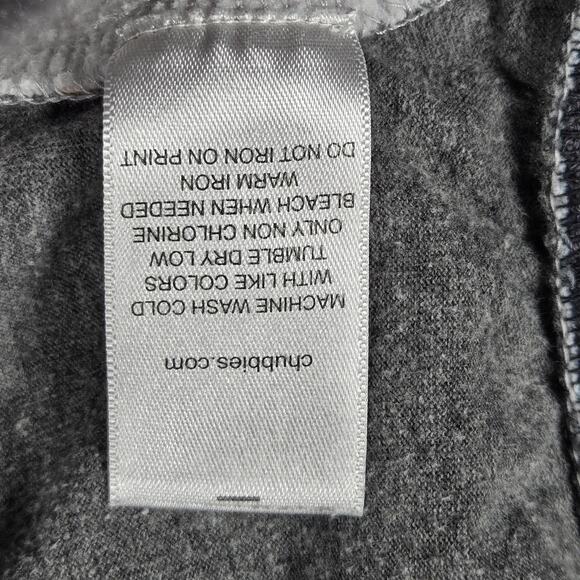 chubbies.com
MACHINE WASH COLD
WITH LIKE COLORS
TUMBLE DRY LOW
ONLY NON CHLORINE
BLEACH WHEN NEEDED
WARM IRON
DO NOT IRON ON PRINT